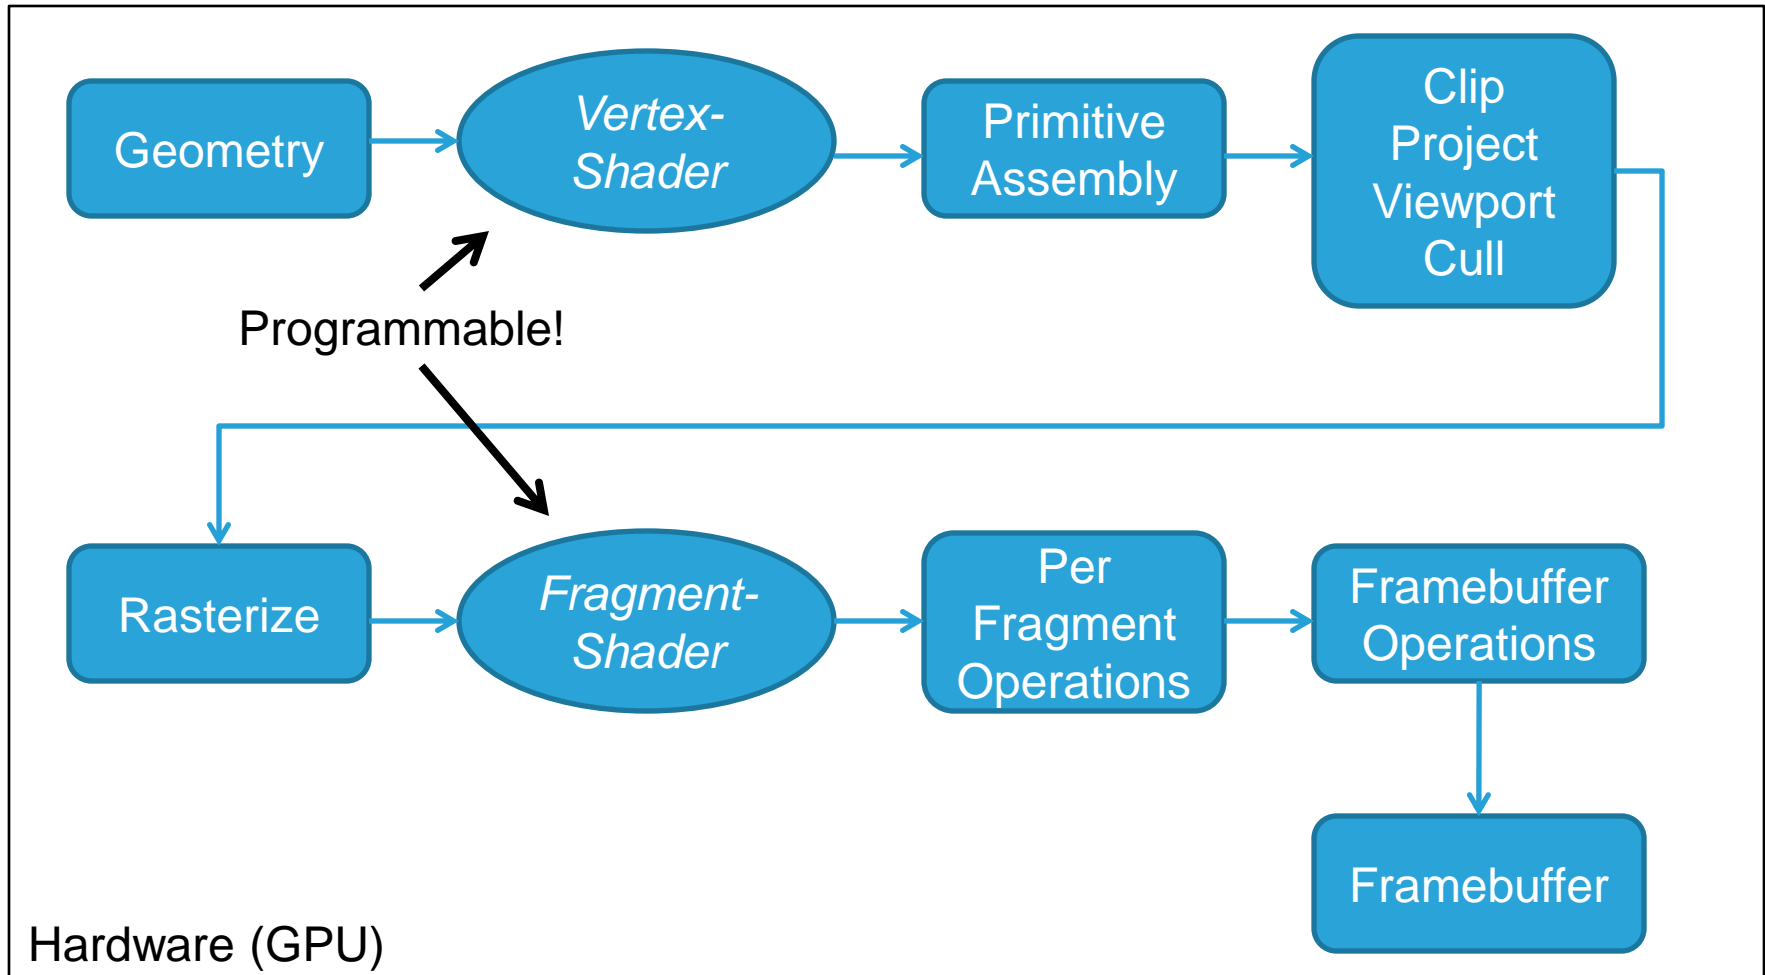 Geometry
Vertex-
Shader
Primitive
Assembly
Clip
Project
Viewport
Cull
Programmable!
Rasterize
Fragment-
Shader
Per
Fragment
Operations
Framebuffer
Operations
Framebuffer
Hardware (GPU)